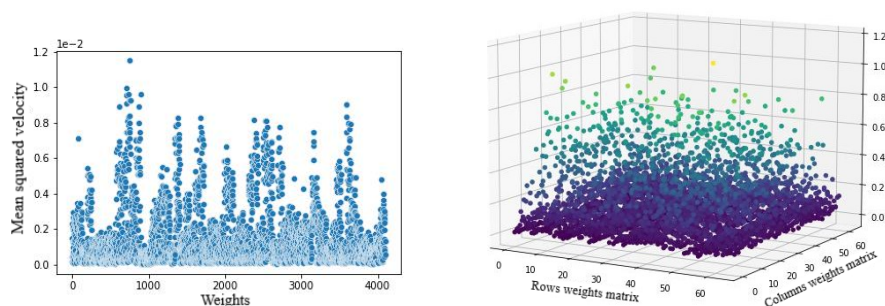 1e−2
1.2
1.0
0.8
0.6
0.4
0.2
0.0
Mean squared velocity
0 1000 2000 3000 4000
Weights
1.2
1.0
0.8
0.6
0.4
0.2
0.0
0 10 20 30 40 50 60
Rows weights matrix
0 10 20 30 40 50 60
Columns weights matrix